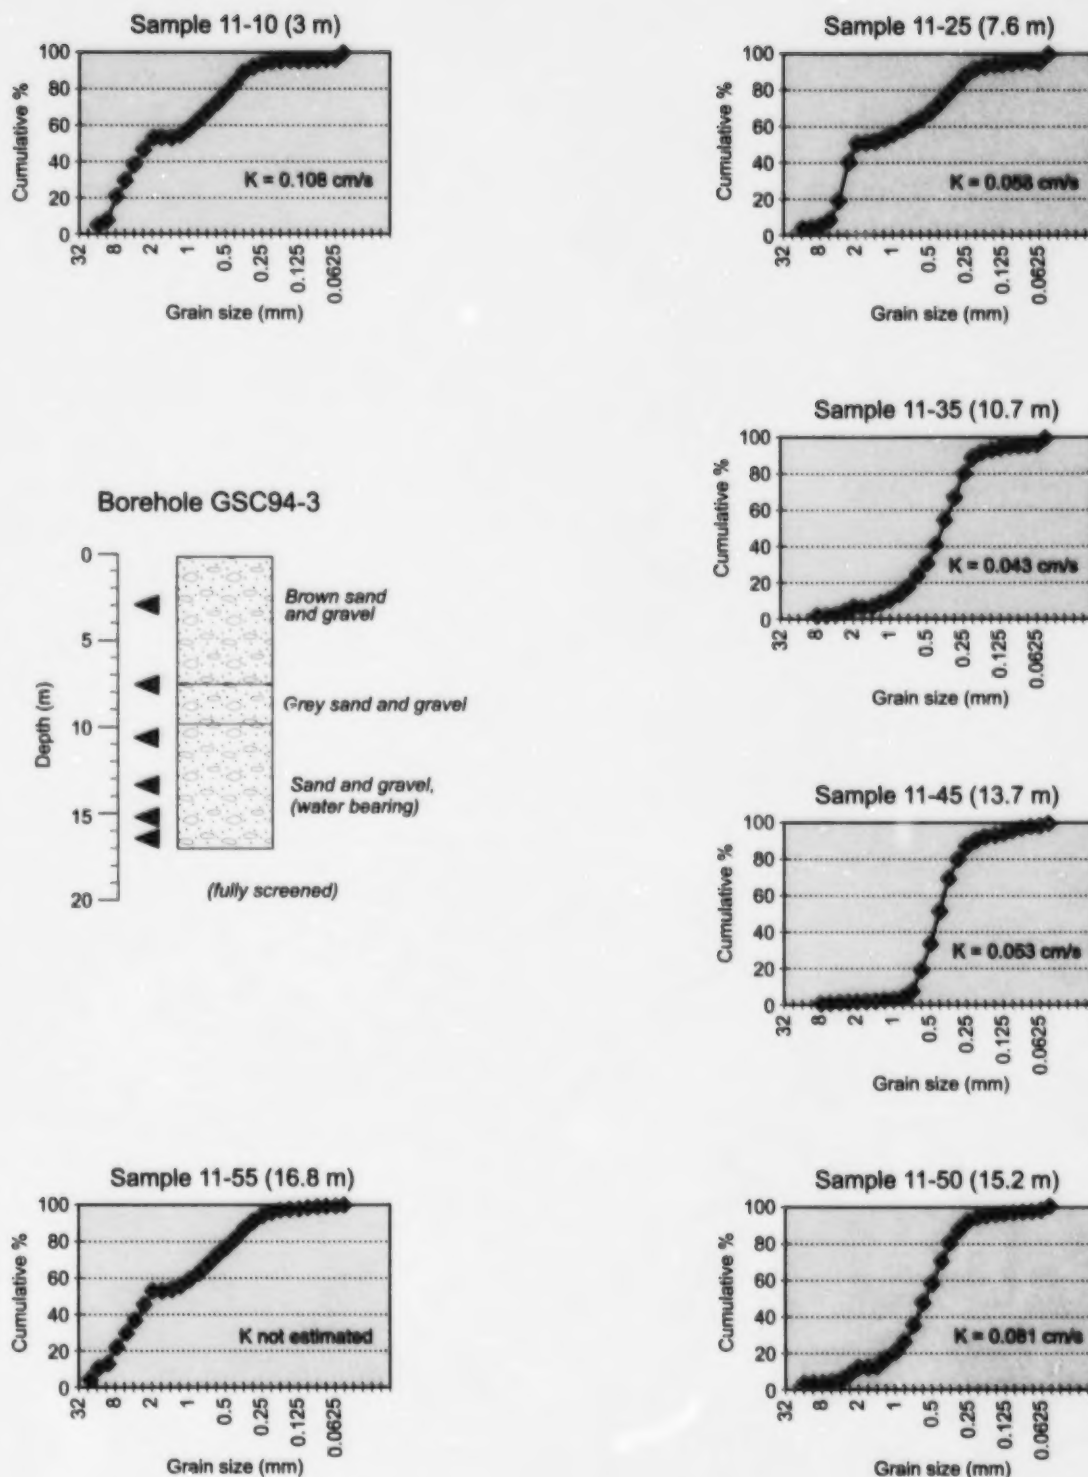 Sample 11-10 (3 m)
Cumulative %
100
80
60
40
20
0
K = 0.108 cm/s
32
8
2
1
0.5
0.25
0.125
0.0625
Grain size (mm)
Sample 11-25 (7.6 m)
Cumulative %
100
80
60
40
20
0
K = 0.058 cm/s
32
8
2
1
0.5
0.25
0.125
0.0625
Grain size (mm)
Sample 11-35 (10.7 m)
Cumulative %
100
80
60
40
20
0
K = 0.043 cm/s
32
8
2
1
0.5
0.25
0.125
0.0625
Grain size (mm)
Borehole GSC94-3
Depth (m)
0
5
10
15
20
Brown sand
and gravel
Grey sand and gravel
Sand and gravel,
(water bearing)
(fully screened)
Sample 11-45 (13.7 m)
Cumulative %
100
80
60
40
20
0
K = 0.053 cm/s
32
8
2
1
0.5
0.25
0.125
0.0625
Grain size (mm)
Sample 11-55 (16.8 m)
Cumulative %
100
80
60
40
20
0
K not estimated
32
8
2
1
0.5
0.25
0.125
0.0625
Grain size (mm)
Sample 11-50 (15.2 m)
Cumulative %
100
80
60
40
20
0
K = 0.081 cm/s
32
8
2
1
0.5
0.25
0.125
0.0625
Grain size (mm)